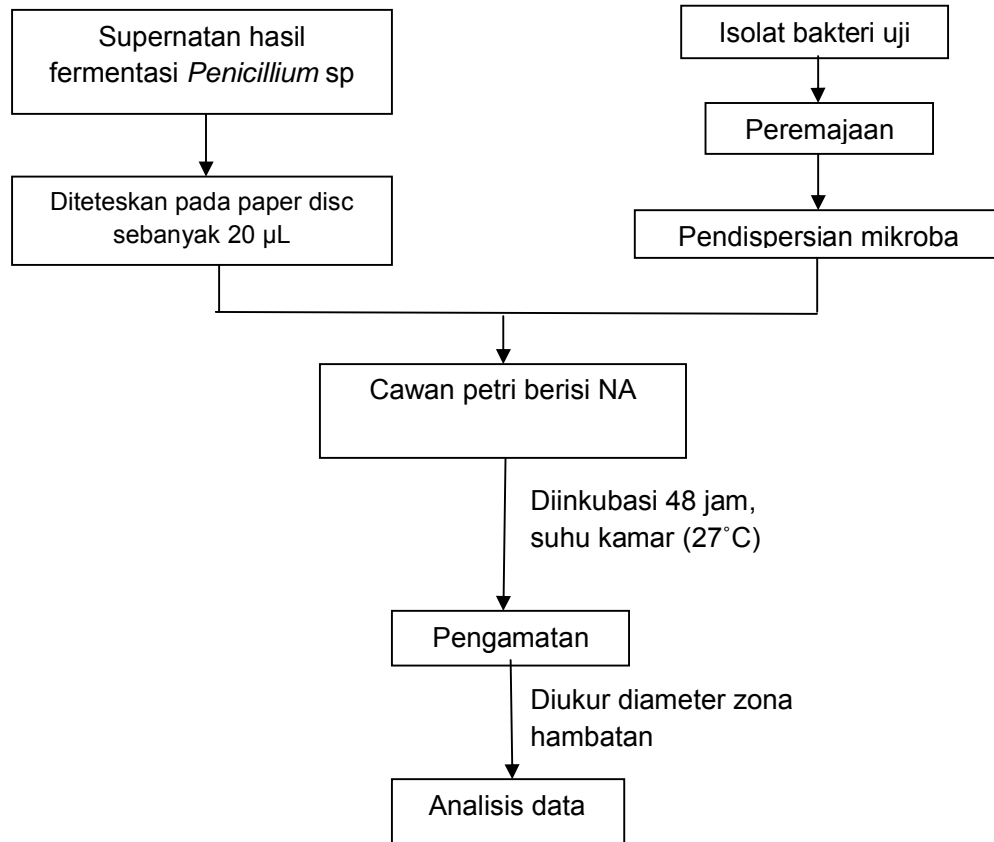 Supernatan hasil
fermentasi Penicillium sp
Diteteskan pada paper disc
sebanyak 20 µL
Isolat bakteri uji
Peremajaan
Pendispersian mikroba
Cawan petri berisi NA
Diinkubasi 48 jam,
suhu kamar (27˚C)
Pengamatan
Diukur diameter zona
hambatan
Analisis data